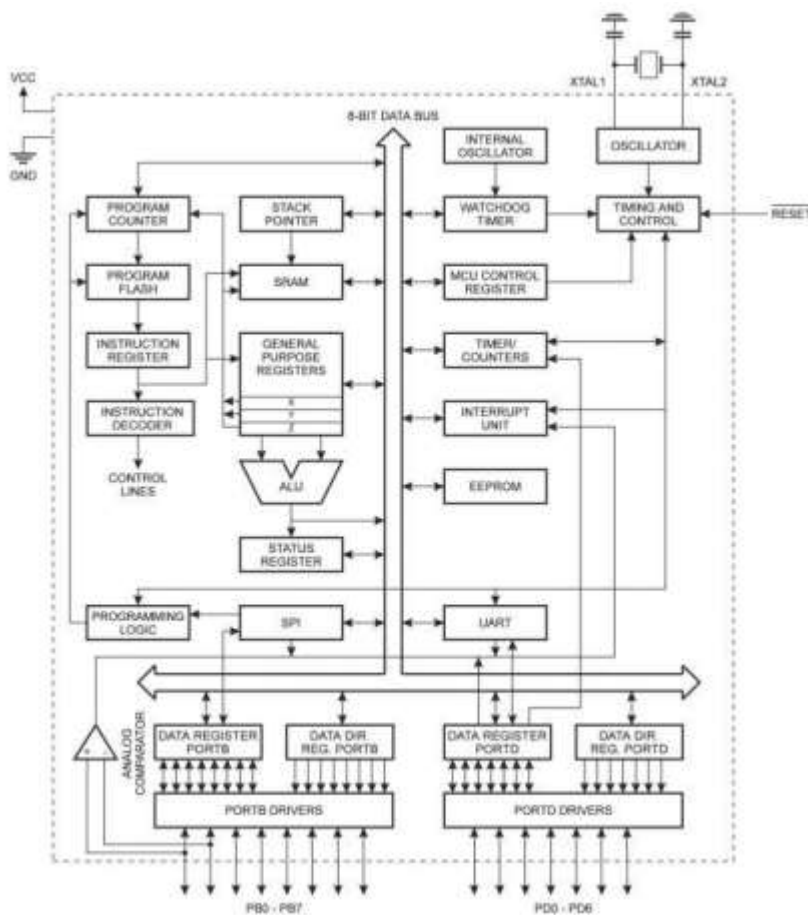 XTAL1
XTAL2
VCC
GND
8-BIT DATA BUS
INTERNAL
OSCILLATOR
OSCILLATOR
PROGRAM
COUNTER
STACK
POINTER
WATCHDOG
TIMER
TIMING AND
CONTROL
RESET
PROGRAM
FLASH
SRAM
MCU CONTROL
REGISTER
INSTRUCTION
REGISTER
GENERAL
PURPOSE
REGISTERS
X
Y
Z
TIMER/
COUNTERS
INSTRUCTION
DECODER
INTERRUPT
UNIT
CONTROL
LINES
ALU
EEPROM
STATUS
REGISTER
PROGRAMMING
LOGIC
SPI
UART
+
-
ANALOG
COMPARATOR
DATA REGISTER
PORTB
DATA DIR
REG. PORTB
DATA REGISTER
PORTD
DATA DIR
REG. PORTD
PORTB DRIVERS
PORTD DRIVERS
PB0 - PB7
PD0 - PD6